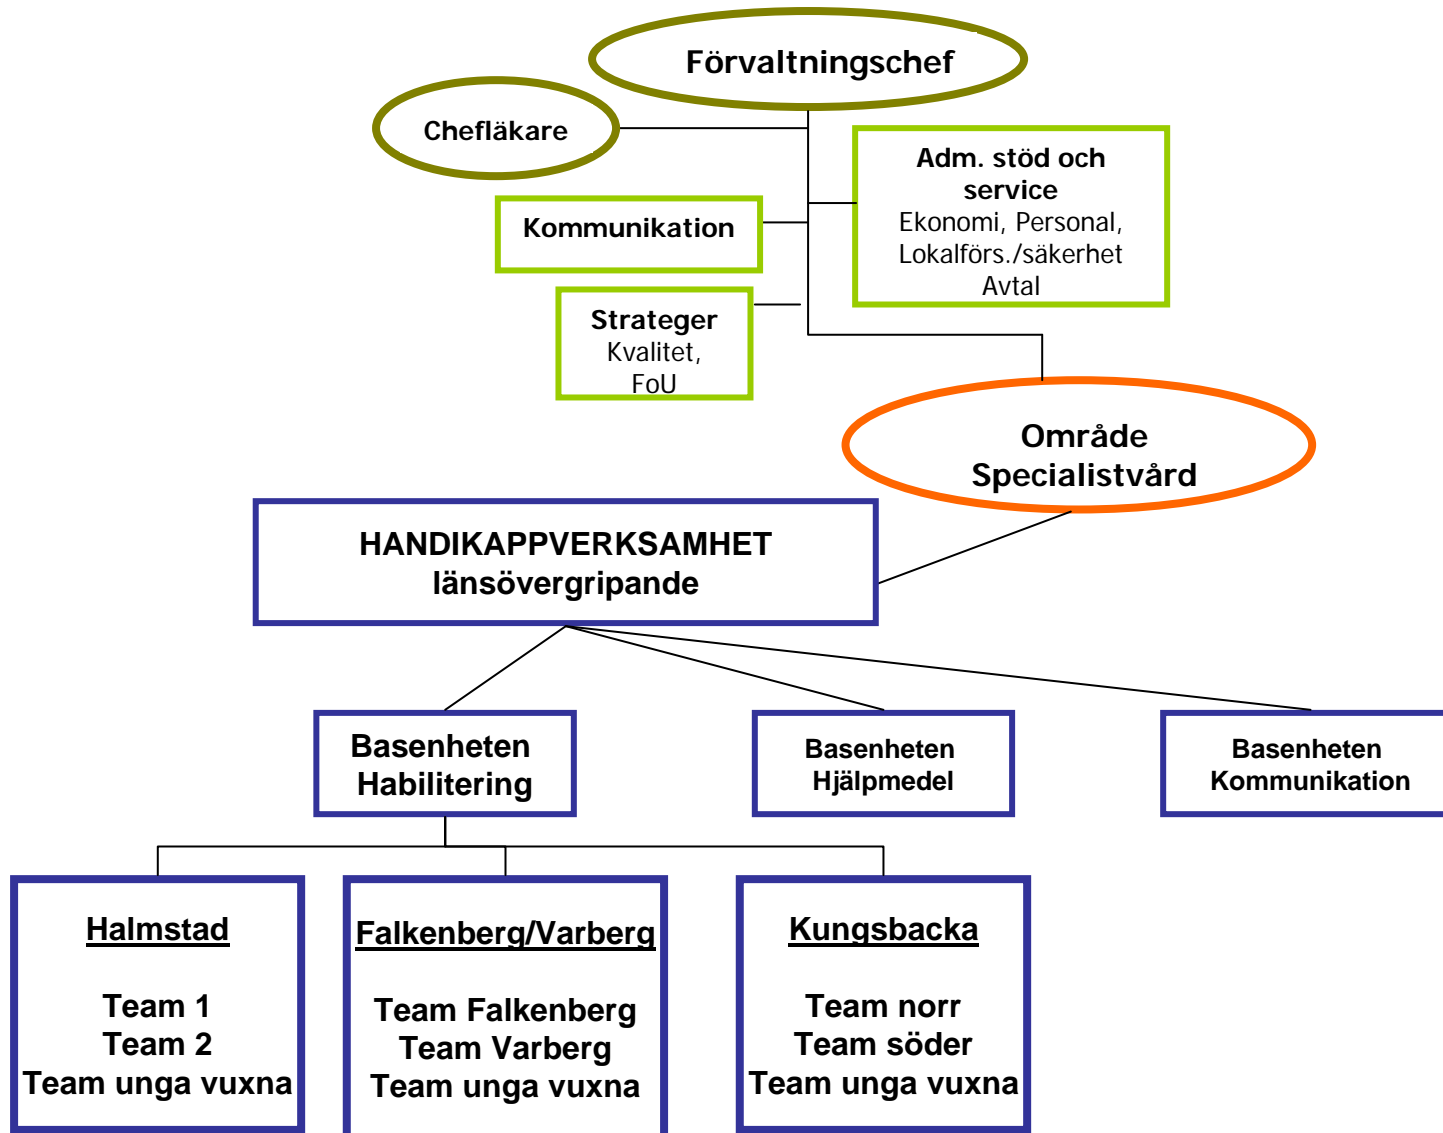 Förvaltningschef
Chefläkare
Adm. stöd och
service
Ekonomi, Personal,
Lokalförs./säkerhet
Avtal
Kommunikation
Strateger
Kvalitet,
FoU
Område
Specialistvård
HANDIKAPPVERKSAMHET
länsövergripande
Basenheten
Habilitering
Basenheten
Hjälpmedel
Basenheten
Kommunikation
Halmstad
Team 1
Team 2
Team unga vuxna
Falkenberg/Varberg
Team Falkenberg
Team Varberg
Team unga vuxna
Kungsbacka
Team norr
Team söder
Team unga vuxna